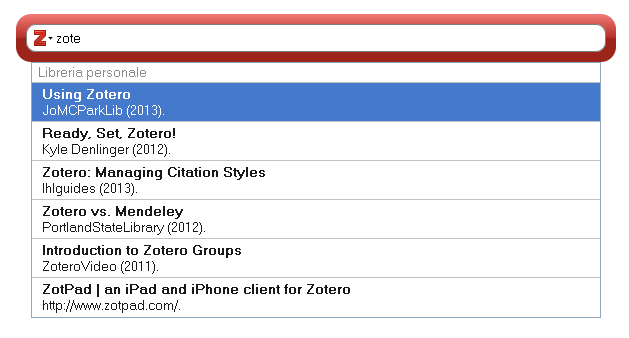 Z zote
Libreria personale
Using Zotero
JoMCParkLib (2013).
Ready, Set, Zotero!
Kyle Denlinger (2012).
Zotero: Managing Citation Styles
lhlguides (2013).
Zotero vs. Mendeley
PortlandStateLibrary (2012).
Introduction to Zotero Groups
ZoteroVideo (2011).
ZotPad | an iPad and iPhone client for Zotero
http://www.zotpad.com/.